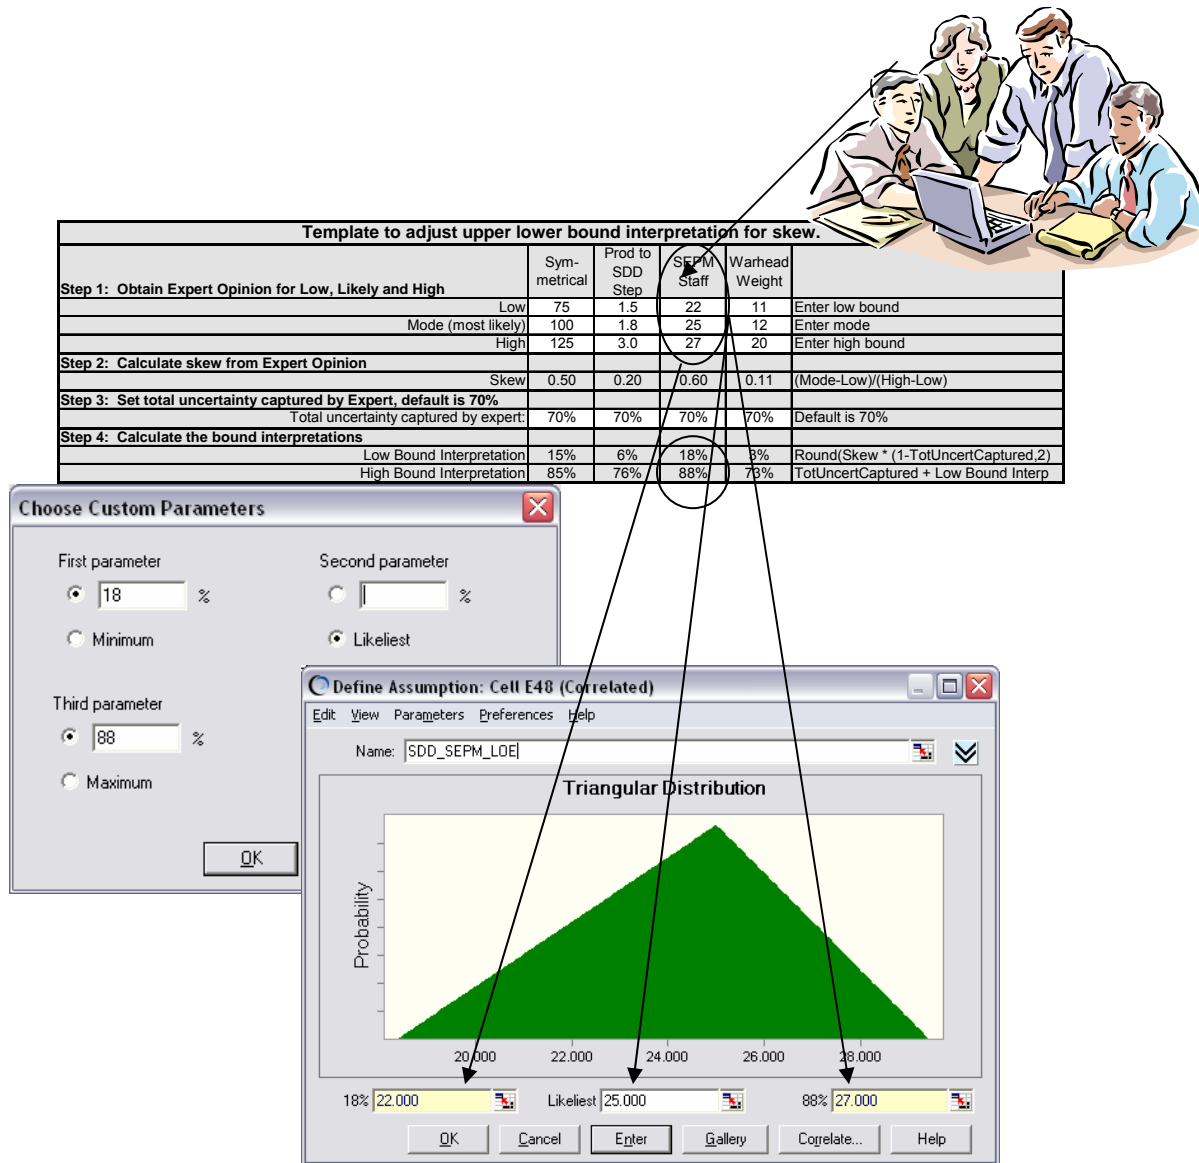 Template to adjust upper lower bound interpretation for skew.
Step 1: Obtain Expert Opinion for Low, Likely and High Sym- metrical Prod to SDD Step SEPM Staff Warhead Weight
Low 75 1.5 22 11 Enter low bound
Mode (most likely) 100 1.8 25 12 Enter mode
High 125 3.0 27 20 Enter high bound
Step 2: Calculate skew from Expert Opinion
Skew 0.50 0.20 0.60 0.11 (Mode-Low)/(High-Low)
Step 3: Set total uncertainty captured by Expert, default is 70%
Total uncertainty captured by expert: 70% 70% 70% 70% Default is 70%
Step 4: Calculate the bound interpretations
Low Bound Interpretation 15% 6% 18% 3% Round(Skew * (1-TotUncertCaptured,2)
High Bound Interpretation 85% 76% 88% 73% TotUncertCaptured + Low Bound Interp
Choose Custom Parameters
First parameter Second parameter
18 % %
Minimum Likeliest
Third parameter
88 %
Maximum
OK
Define Assumption: Cell E48 (Correlated)
Edit View Parameters Preferences Help
Name: SDD_SEPM_LOE
Triangular Distribution
Probability
20.000 22.000 24.000 26.000 28.000
18% 22.000 Likeliest 25.000 88% 27.000
OK Cancel Enter Gallery Correlate... Help